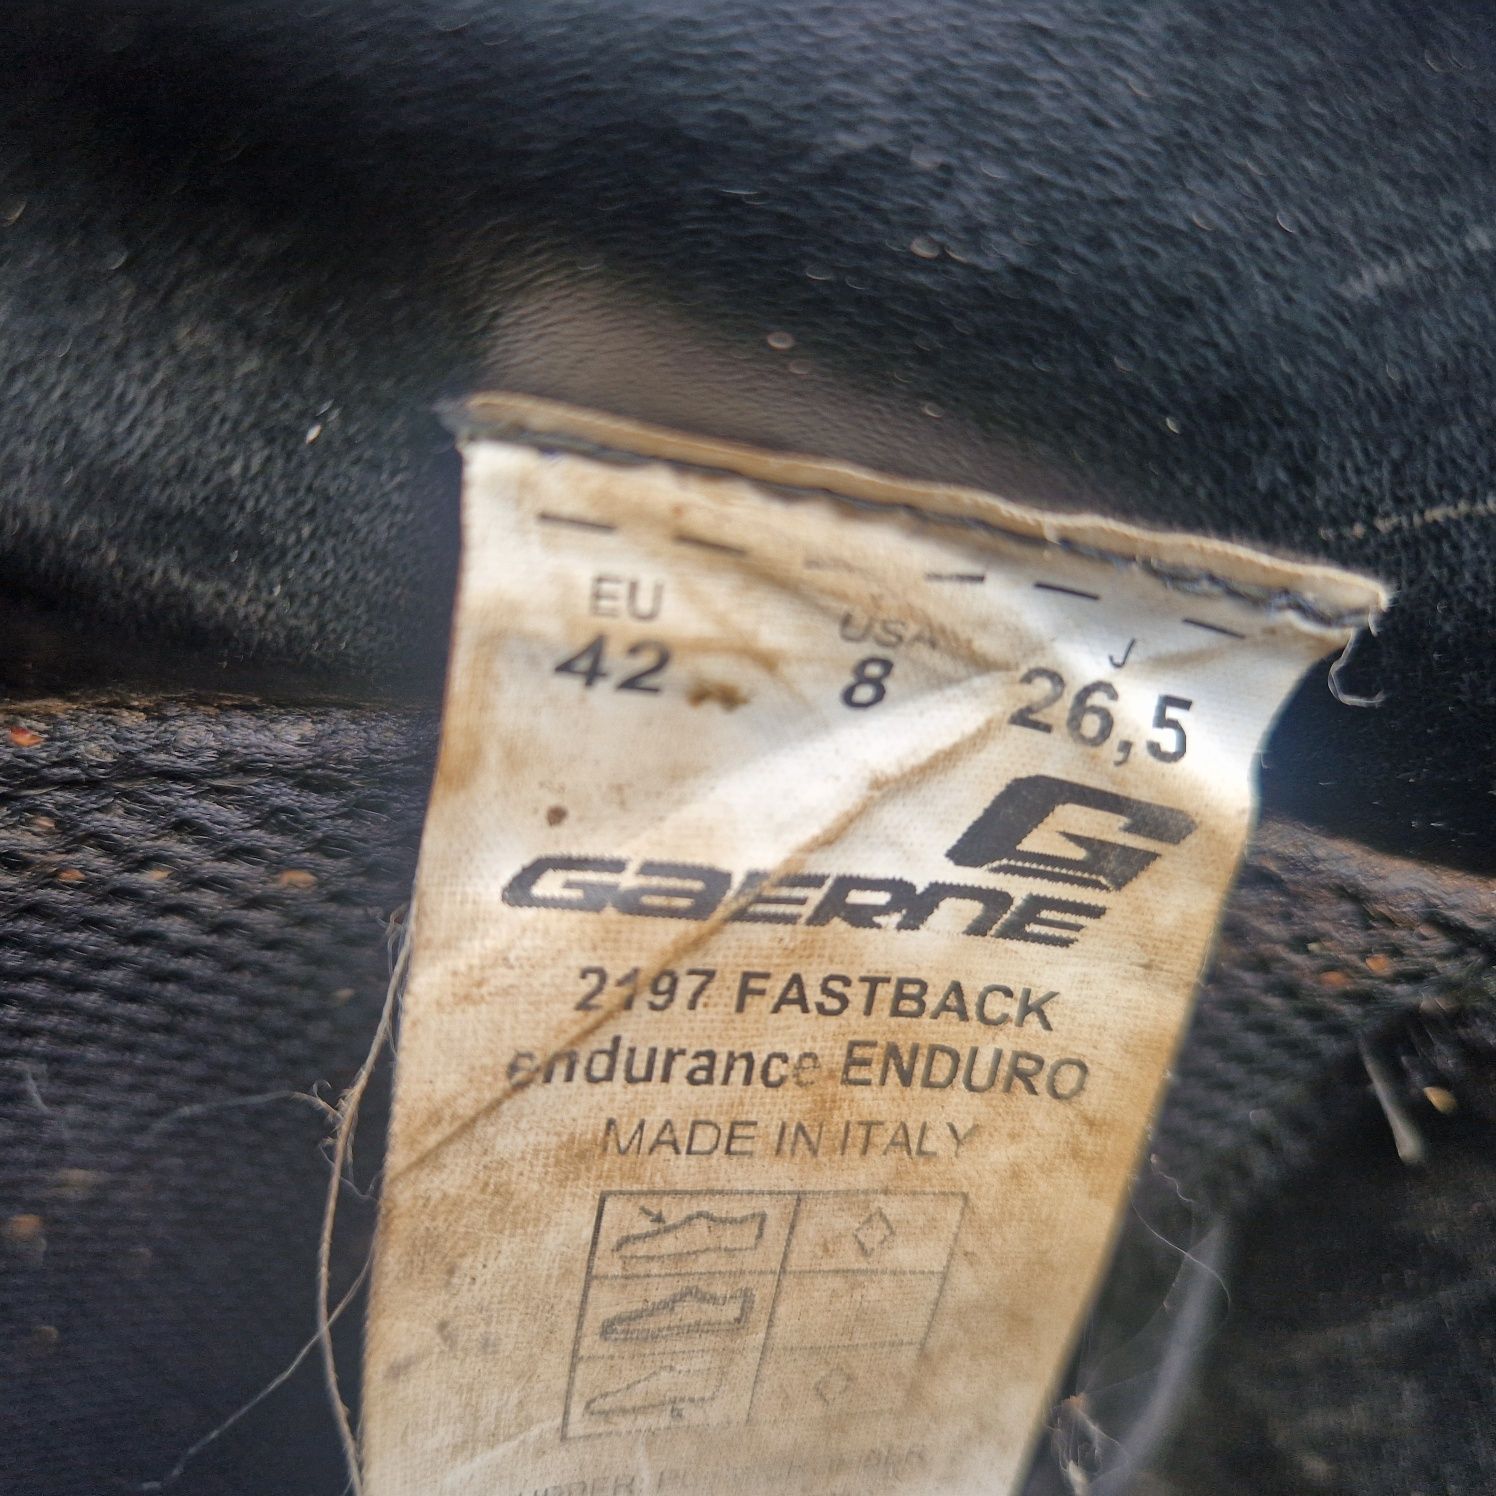 EU USA J
42 8 26,5
G
GAERNE
2197 FASTBACK
endurance ENDURO
MADE IN ITALY